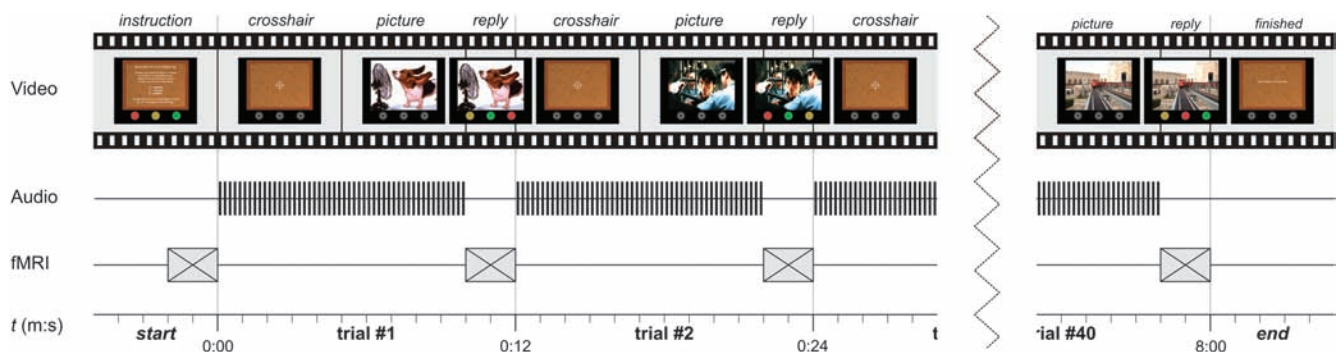 instruction crosshair picture reply crosshair picture reply crosshair picture reply finished
Video
Audio
fMRI
t (m:s) start trial #1 trial #2 t rial #40 end
0:00 0:12 0:24 8:00